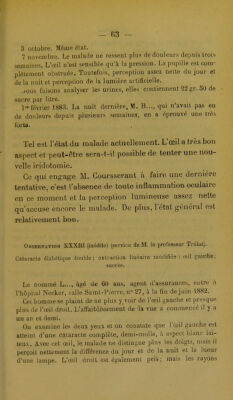 — 63 —
3 octobre. Même état.
7 novembre. Le malade ne ressent plus de douleurs depuis trois
semaines. L'œil n'est sensible qu'à la pression. La pupille est com-
plètement obstruée. Toutefois, perception assez nette du jour et
de la nuit et perception de la lumière artificielle.
nous faisons analyser les urines, elles contiennent 22 gr. 50 de
sucre par litre.
1er février 1883. La nuit dernière, M. B..., qui n'avait pas eu
de douleurs depuis plusieurs semaines, en a éprouvé une très
forte.
Tel est l'état du malade actuellement. L'œil a très bon
aspect et peut-être sera-t-il possible de tenter une nou-
velle iridotomie.
Ce qui engage M. Coursserant à faire une dernière
tentative, c'est l'absence de toute inflammation oculaire
en ce moment et la perception lumineuse assez nette
qu'accuse encore le malade. De plus, l'état général est
relativement bon.
OBSERVATION XXXIII (inédite) (service de M. le professeur Trélat).
Cataracte diabétique double; extraction linéaire modifiée: œil gauche;
succès.
Le nommé L..., âgé de 60 ans, agent d'assurances, entre à
l'hôpital Necker, salle Saint-Pierre, n° 27, à la fin de juin 1882.
Cet homme se plaint de ne plus y voir de l'œil gauche et presque
plus de l'œil droit. L'affaiblissement de la vue a commencé il y a
un an et demi.
On examine les deux yeux et on constate que l'œil gauche est
atteint d'une cataracte complète, demi-molle, à aspect blanc lai-
teux. Avec cet œil, le malade ne distingue plus les doigts, mais il
perçoit nettement la différence du jour et de la nuit et la lueur
d'une lampe. L'œil droit est également pris; mais les rayons